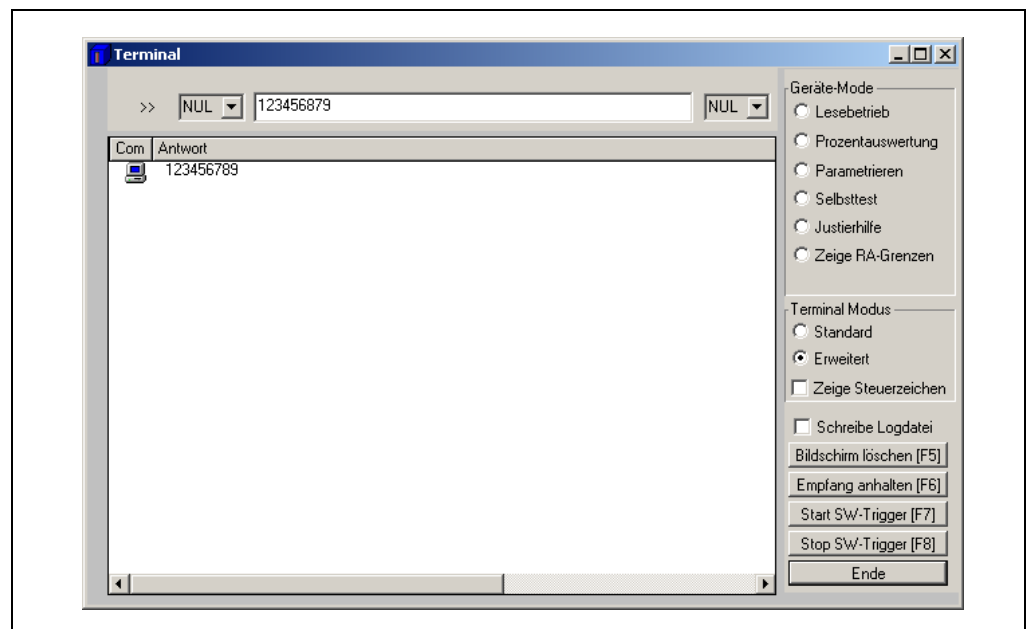 Terminal
>> NUL 123456879 NUL
Com Antwort
123456789
Geräte-Mode
Lesebetrieb
Prozentauswertung
Parametrieren
Selbsttest
Justierhilfe
Zeige RA-Grenzen
Terminal Modus
Standard
Erweitert
Zeige Steuerzeichen
Schreibe Logdatei
Bildschirm löschen [F5]
Empfang anhalten [F6]
Start SW-Trigger [F7]
Stop SW-Trigger [F8]
Ende